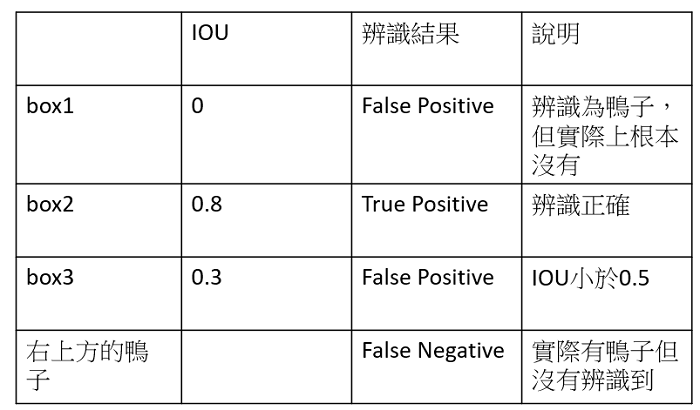 IOU 辨識結果 說明
box1 0 False Positive 辨識為鴨子，
但實際上根本
沒有
box2 0.8 True Positive 辨識正確
box3 0.3 False Positive IOU小於0.5
右上方的鴨
子
False Negative 實際有鴨子但
沒有辨識到